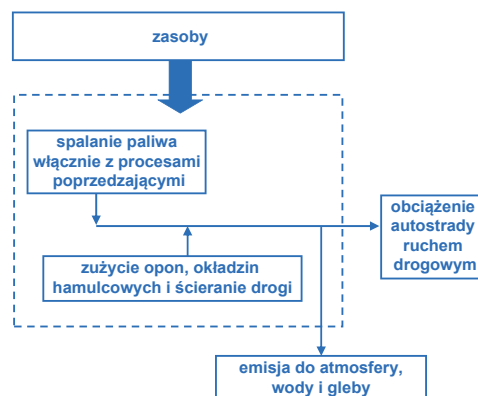 zasoby
spalanie paliwa
włącznie z procesami
poprzedzającymi
obciążenie
autostrady
ruchem
drogowym
zużycie opon, okładzin
hamulcowych i ścieranie drogi
emisja do atmosfery,
wody i gleby